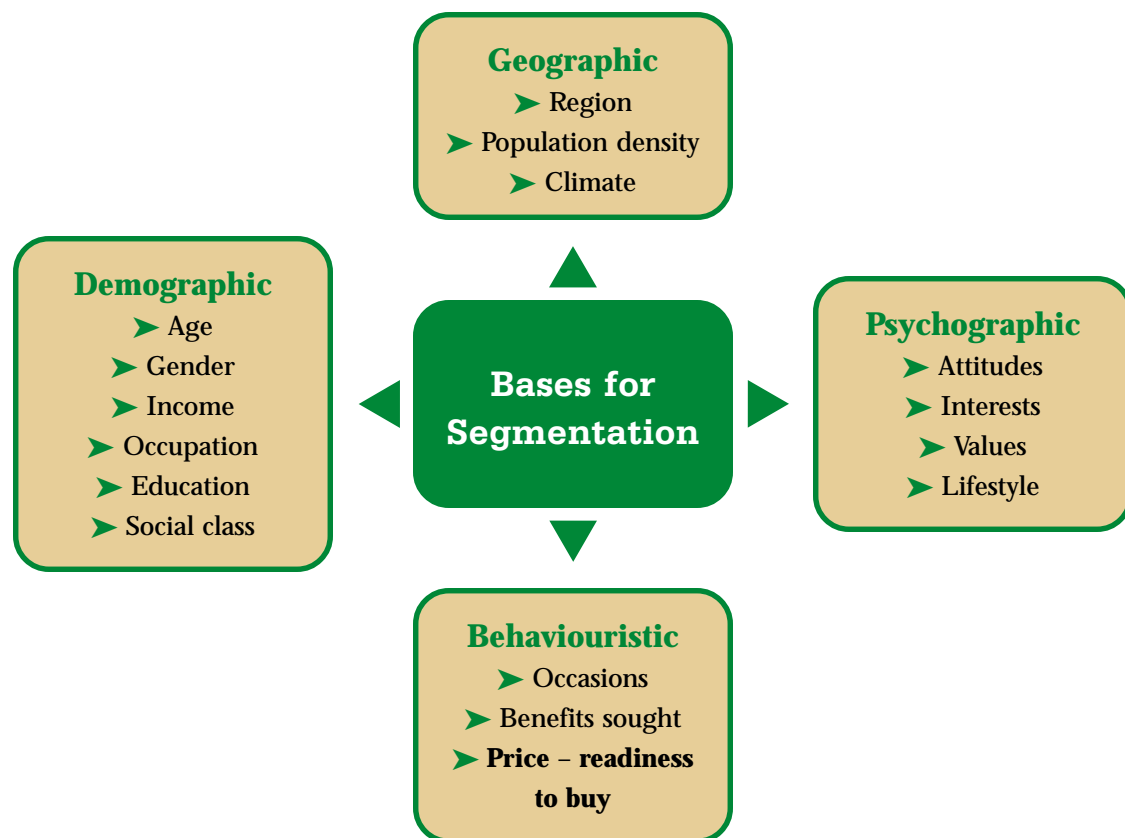 Geographic
➤ Region
➤ Population density
➤ Climate
Demographic
➤ Age
➤ Gender
➤ Income
➤ Occupation
➤ Education
➤ Social class
Bases for
Segmentation
Psychographic
➤ Attitudes
➤ Interests
➤ Values
➤ Lifestyle
Behaviouristic
➤ Occasions
➤ Benefits sought
➤ Price – readiness
to buy